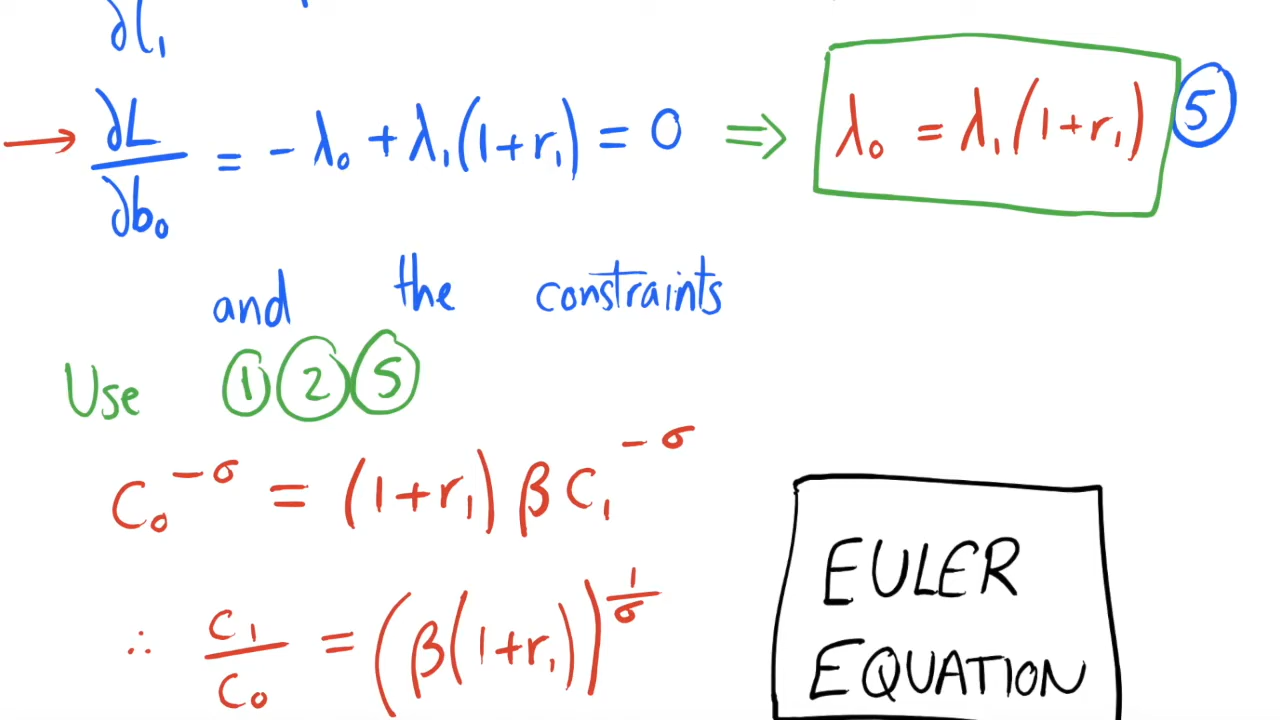 ∂l₁
∂L/∂b₀ = - λ₀ + λ₁(1+r₁) = 0 ⇒ λ₀ = λ₁(1+r₁) ⑤
and the constraints
Use ① ② ⑤
C₀^-σ = (1+r₁) β C₁^-σ
∴ C₁/C₀ = (β(1+r₁))^1/σ
EULER
EQUATION